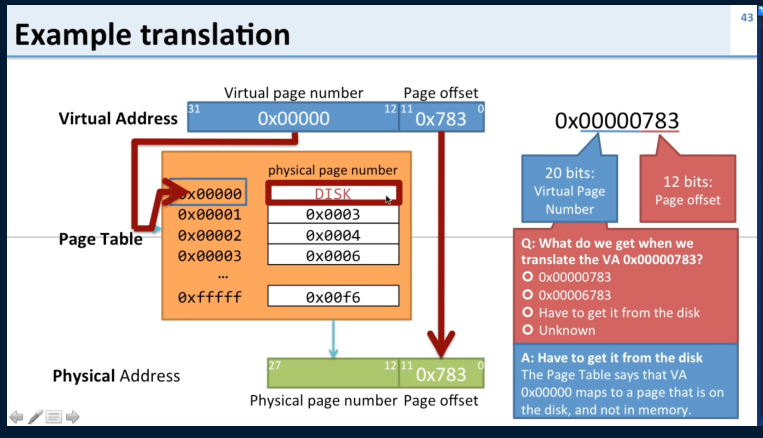 43
Example translation
Virtual page number
Page offset
Virtual Address
31
0x00000
12
11
0x783
0
0x00000783
20 bits:
Virtual Page
Number
12 bits:
Page offset
physical page number
0x00000
DISK
0x00001
0x0003
0x00002
0x0004
0x00003
0x0006
...
0xfffff
0x00f6
Page Table
Q: What do we get when we
translate the VA 0x00000783?
0x00000783
0x00006783
Have to get it from the disk
Unknown
A: Have to get it from the disk
The Page Table says that VA
0x00000 maps to a page that is on
the disk, and not in memory.
Physical Address
27
12
11
0x783
0
Physical page number
Page offset